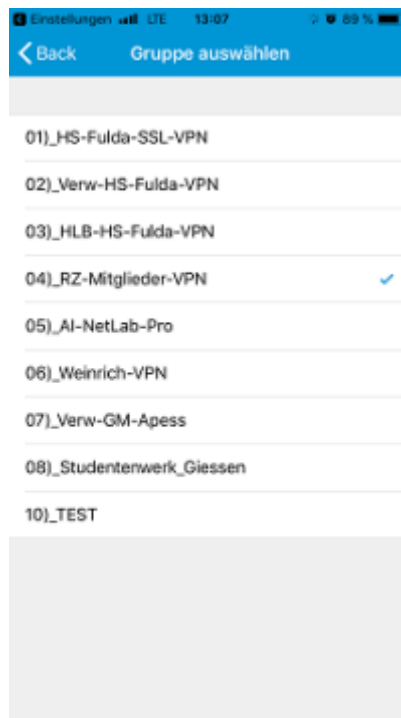 Einstellungen LTE 13:07 89 %
Back Gruppe auswählen
01)_HS-Fulda-SSL-VPN
02)_Verw-HS-Fulda-VPN
03)_HLB-HS-Fulda-VPN
04)_RZ-Mitglieder-VPN
05)_AI-NetLab-Pro
06)_Weinrich-VPN
07)_Verw-GM-Apess
08)_Studentenwerk_Giessen
10)_TEST